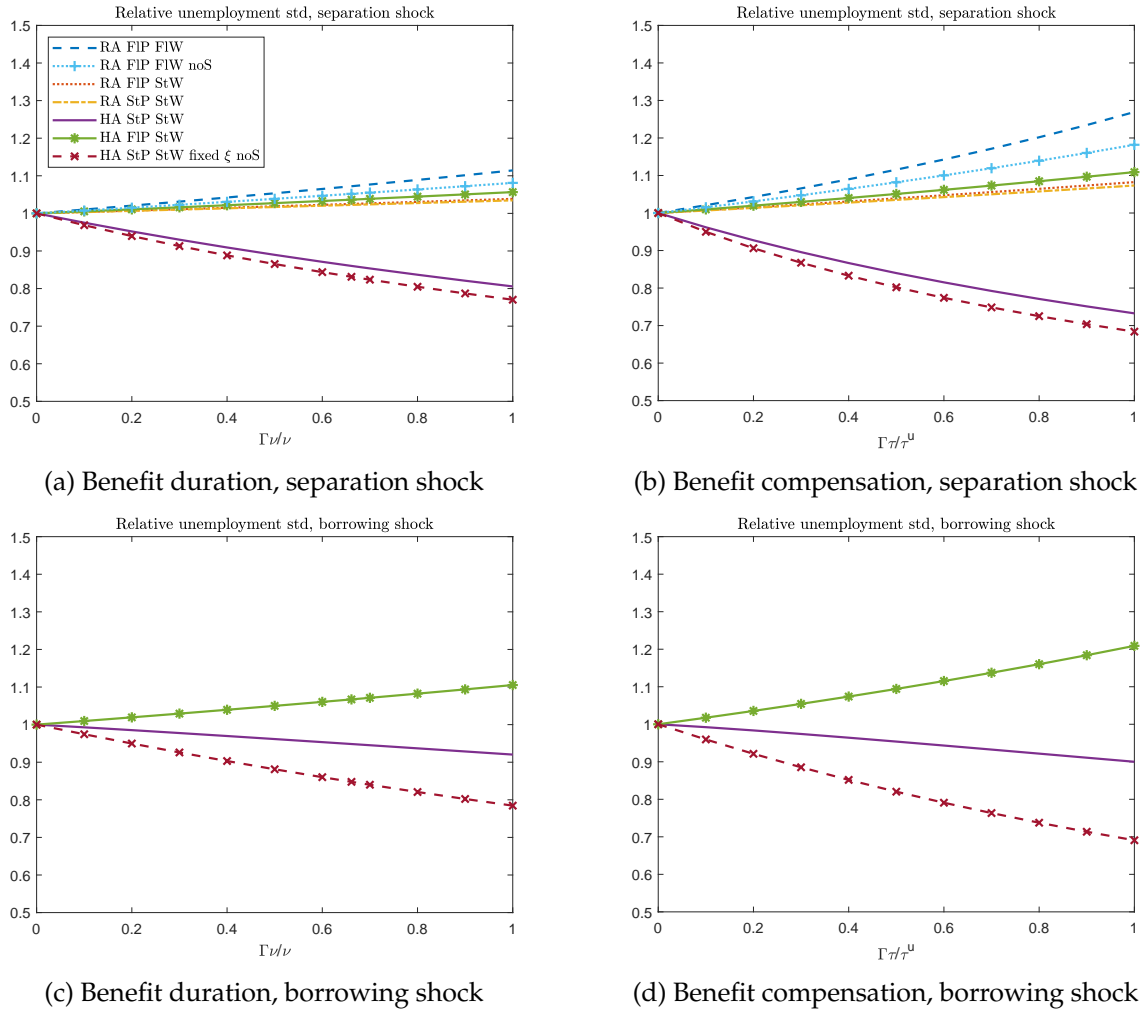 Relative unemployment std, separation shock
1.5
1.4
1.3
1.2
1.1
1
0.9
0.8
0.7
0.6
0.5
RA FlP FlW
RA FlP FlW noS
RA FlP StW
RA StP StW
HA StP StW
HA FlP StW
HA StP StW fixed ξ noS
0 0.2 0.4 0.6 0.8 1
Γν/ν
(a) Benefit duration, separation shock
Relative unemployment std, separation shock
1.5
1.4
1.3
1.2
1.1
1
0.9
0.8
0.7
0.6
0.5
0 0.2 0.4 0.6 0.8 1
Γτ/τᵘ
(b) Benefit compensation, separation shock
Relative unemployment std, borrowing shock
1.5
1.4
1.3
1.2
1.1
1
0.9
0.8
0.7
0.6
0.5
0 0.2 0.4 0.6 0.8 1
Γν/ν
(c) Benefit duration, borrowing shock
Relative unemployment std, borrowing shock
1.5
1.4
1.3
1.2
1.1
1
0.9
0.8
0.7
0.6
0.5
0 0.2 0.4 0.6 0.8 1
Γτ/τᵘ
(d) Benefit compensation, borrowing shock